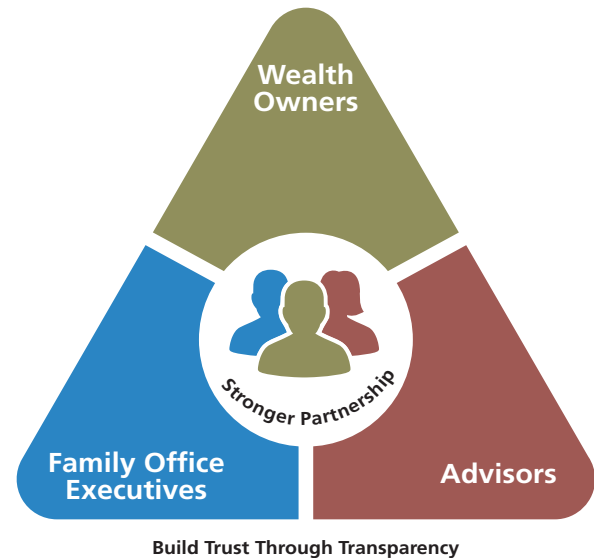 Wealth
Owners
Stronger Partnership
Family Office
Executives
Advisors
Build Trust Through Transparency